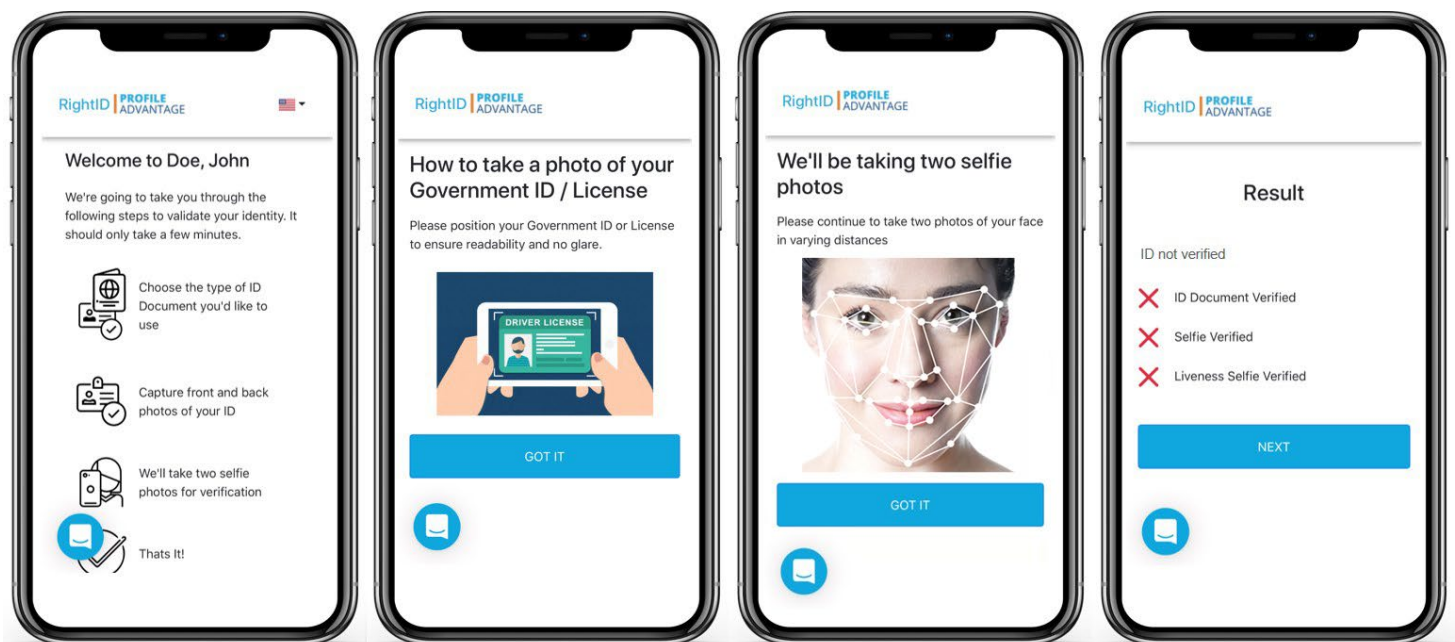 RightID PROFILE
ADVANTAGE
Welcome to Doe, John
We're going to take you through the
following steps to validate your identity. It
should only take a few minutes.
Choose the type of ID
Document you'd like to
use
Capture front and back
photos of your ID
We'll take two selfie
photos for verification
Thats It!
RightID PROFILE
ADVANTAGE
How to take a photo of your
Government ID / License
Please position your Government ID or License
to ensure readability and no glare.
DRIVER LICENSE
GOT IT
RightID PROFILE
ADVANTAGE
We'll be taking two selfie
photos
Please continue to take two photos of your face
in varying distances
GOT IT
RightID PROFILE
ADVANTAGE
Result
ID not verified
ID Document Verified
Selfie Verified
Liveness Selfie Verified
NEXT